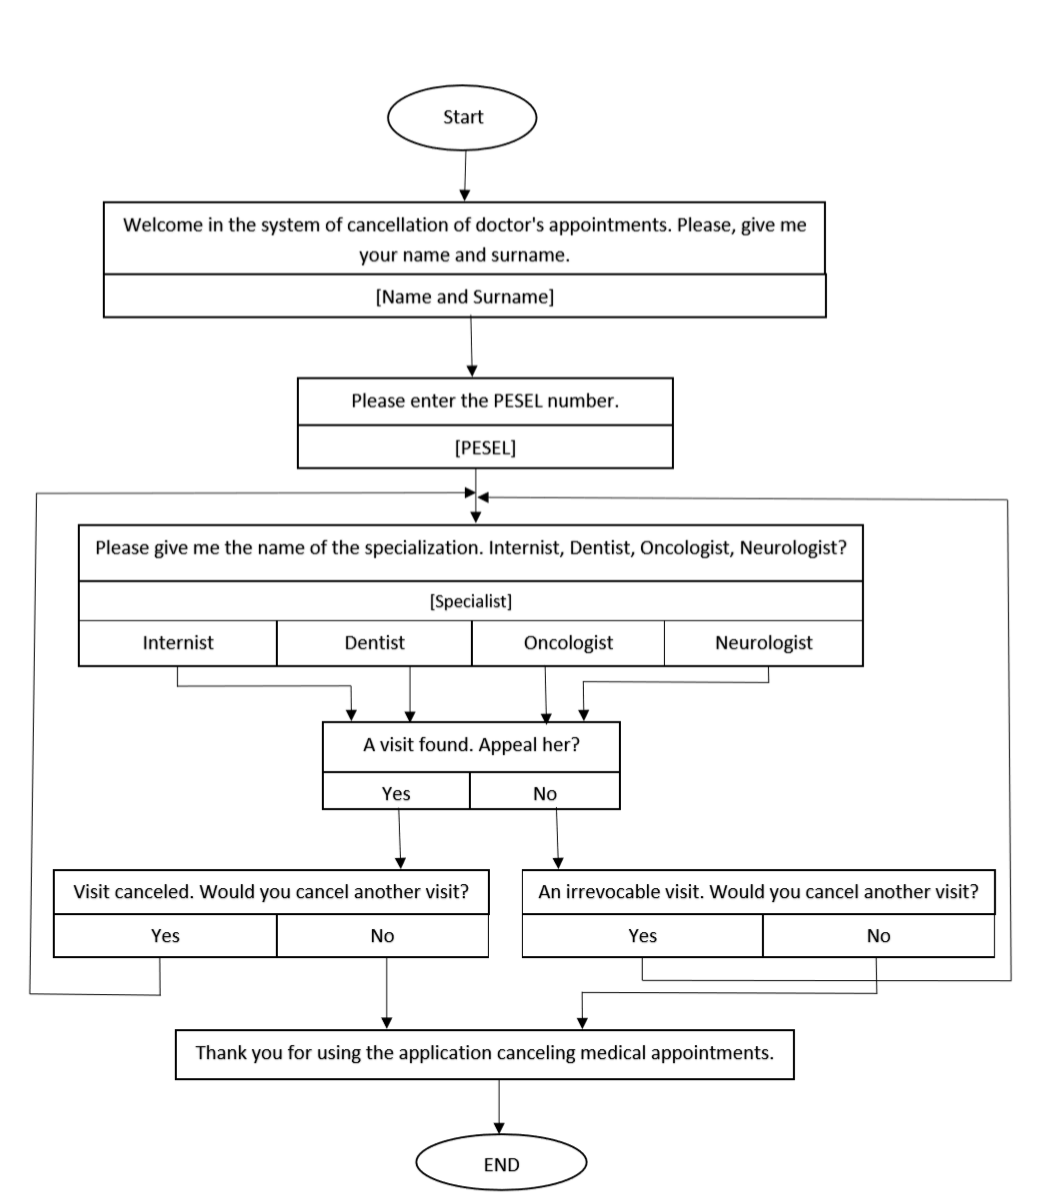 Start
Welcome in the system of cancellation of doctor's appointments. Please, give me
your name and surname.
[Name and Surname]
Please enter the PESEL number.
[PESEL]
Please give me the name of the specialization. Internist, Dentist, Oncologist, Neurologist?
[Specialist]
Internist
Dentist
Oncologist
Neurologist
A visit found. Appeal her?
Yes
No
Visit canceled. Would you cancel another visit?
Yes
No
An irrevocable visit. Would you cancel another visit?
Yes
No
Thank you for using the application canceling medical appointments.
END